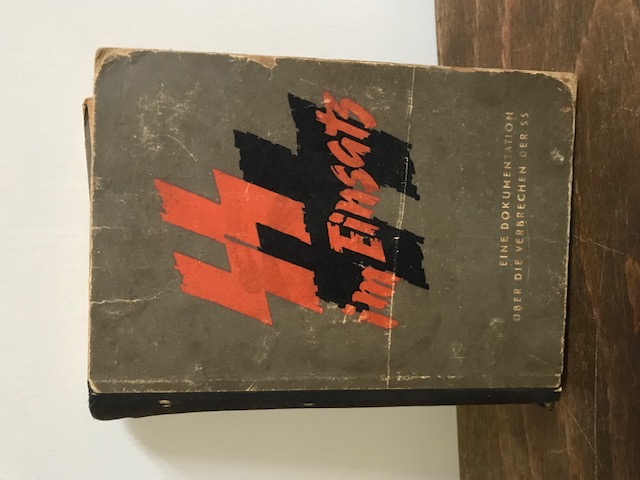 SS
im Einsatz
EINE DOKUMENTATION
ÜBER DIE VERBRECHEN DER SS